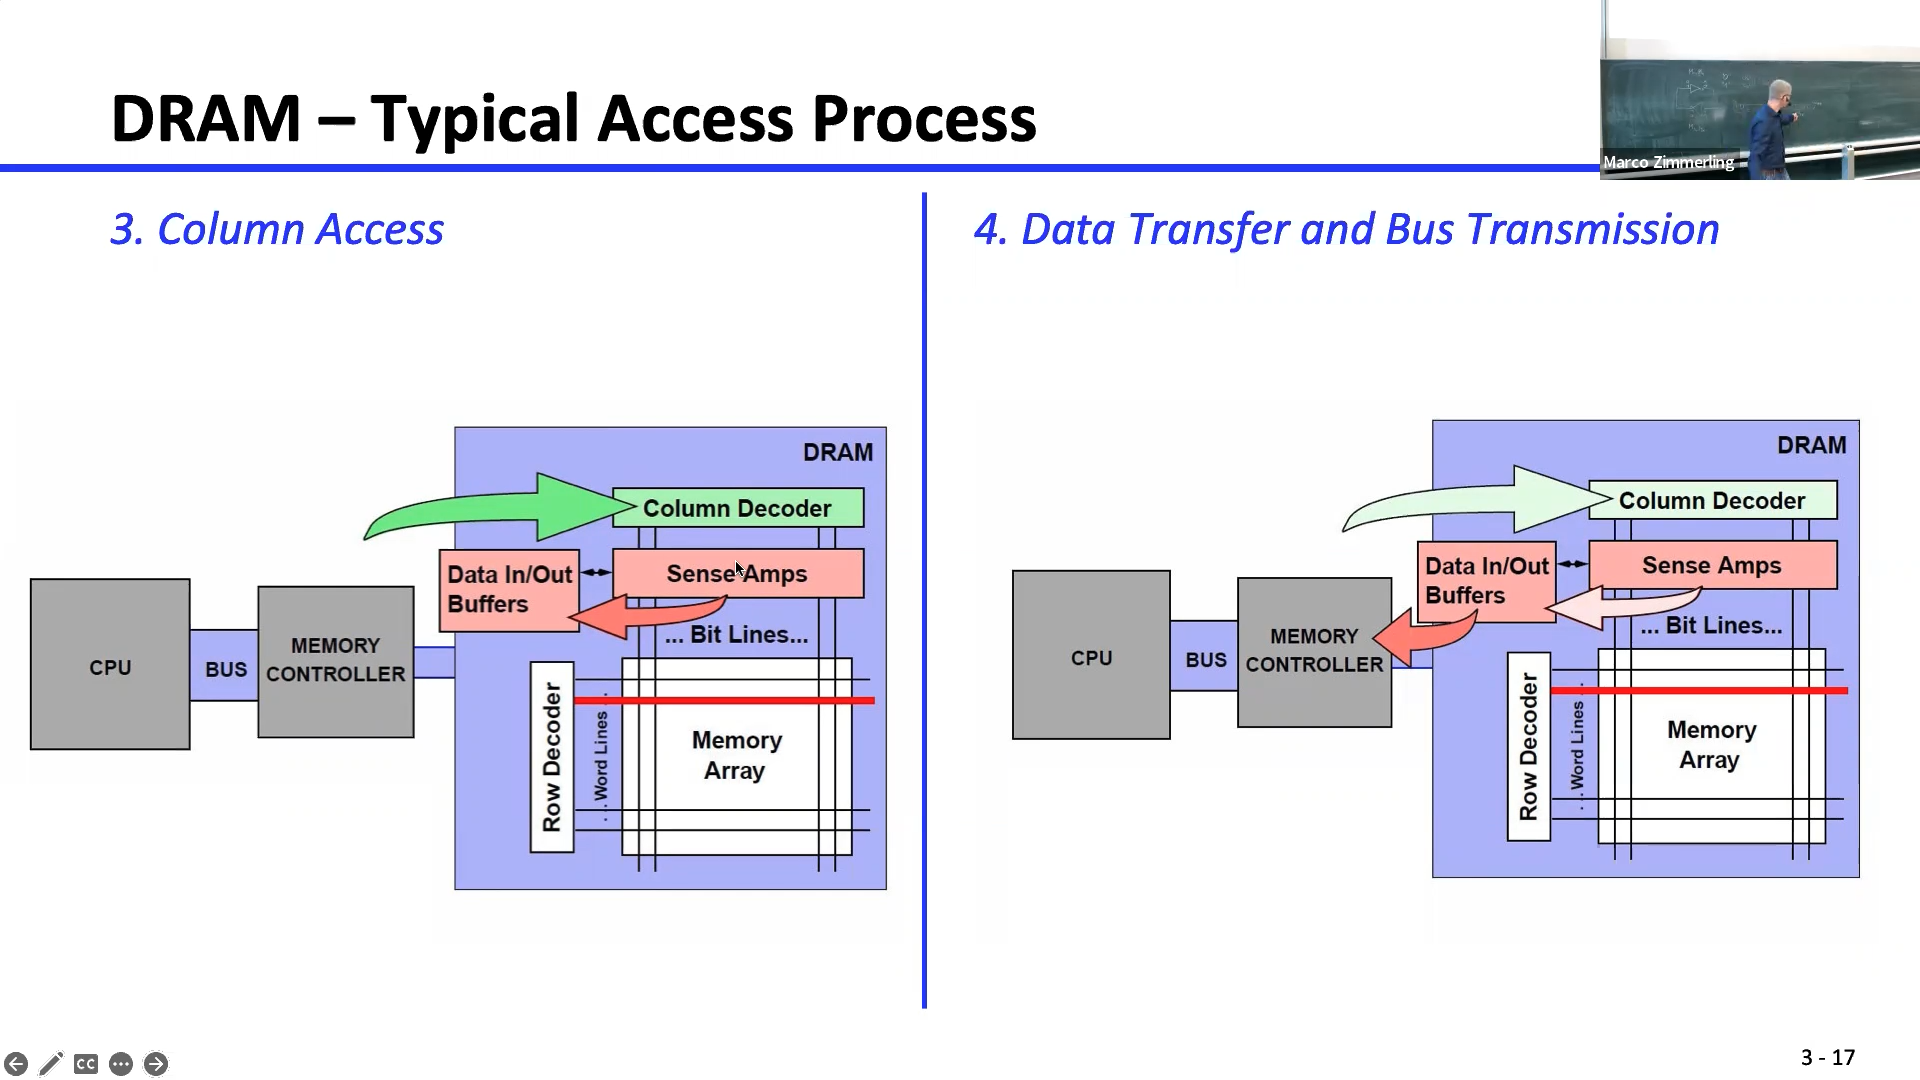 DRAM – Typical Access Process
Marco Zimmerling
3. Column Access
DRAM
Column Decoder
Data In/Out
Buffers
Sense Amps
... Bit Lines...
CPU
BUS
MEMORY
CONTROLLER
Row Decoder
...Word Lines...
Memory
Array
4. Data Transfer and Bus Transmission
DRAM
Column Decoder
Data In/Out
Buffers
Sense Amps
... Bit Lines...
CPU
BUS
MEMORY
CONTROLLER
Row Decoder
...Word Lines...
Memory
Array
CC
3 - 17